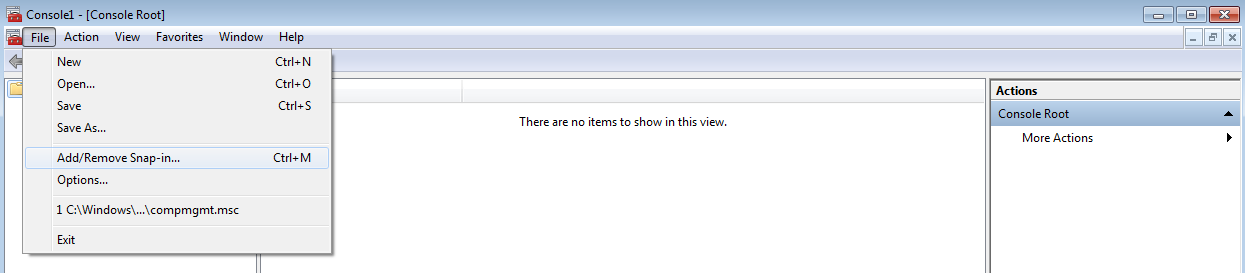 Console1 - [Console Root]
File Action View Favorites Window Help
New Ctrl+N
Open... Ctrl+O
Save Ctrl+S
Save As...
Add/Remove Snap-in... Ctrl+M
Options...
1 C:\Windows\...\compmgmt.msc
Exit
There are no items to show in this view.
Actions
Console Root
More Actions